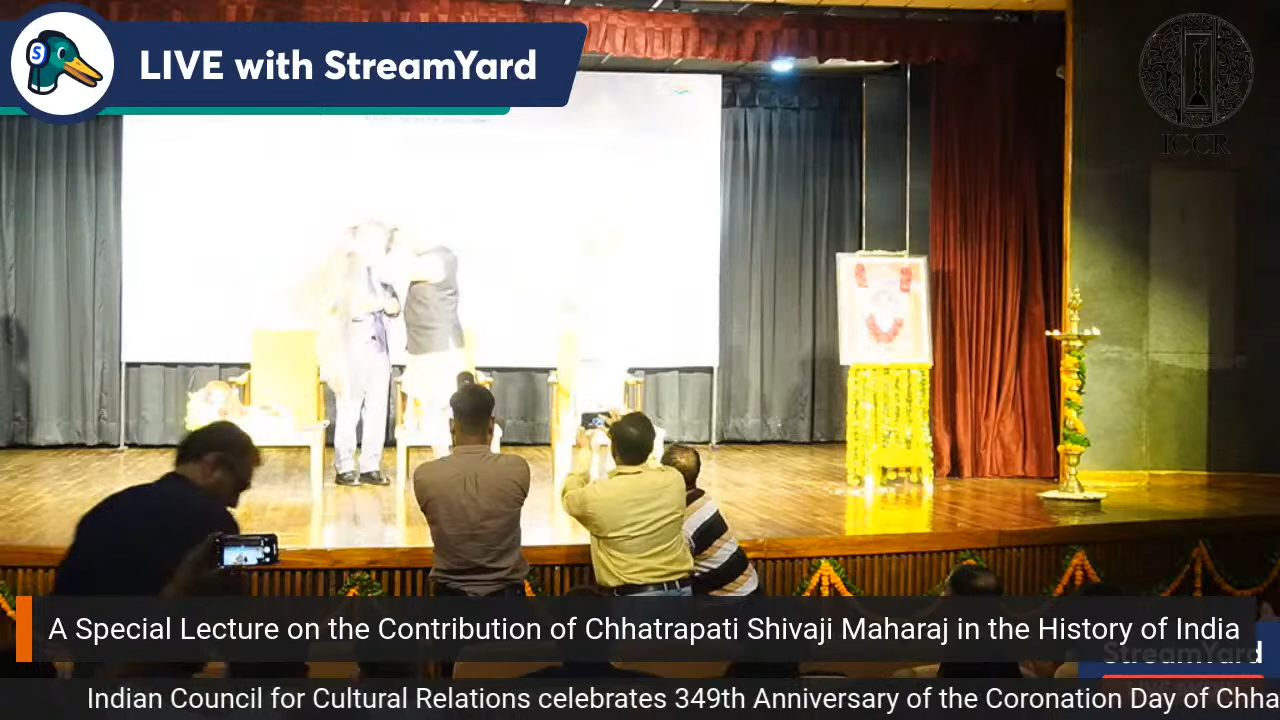 S
LIVE with StreamYard
ICCR
A Special Lecture on the Contribution of Chhatrapati Shivaji Maharaj in the History of India
StreamYard
Indian Council for Cultural Relations celebrates 349th Anniversary of the Coronation Day of Chha